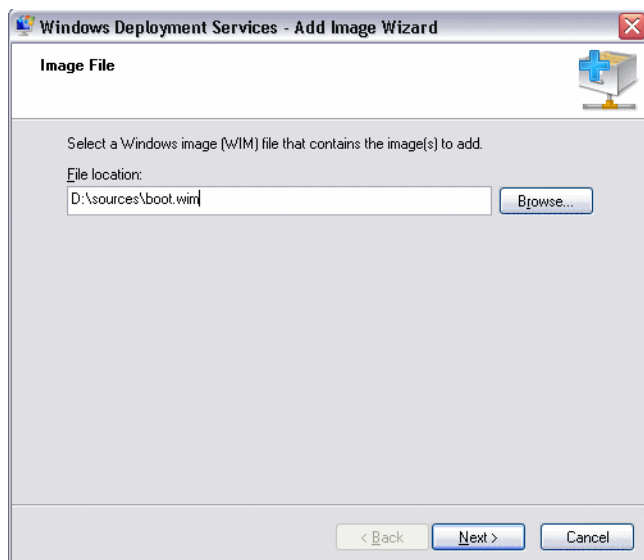 Windows Deployment Services - Add Image Wizard
Image File
Select a Windows image (WIM) file that contains the image(s) to add.
File location:
D:\sources\boot.wim
Browse...
< Back
Next >
Cancel